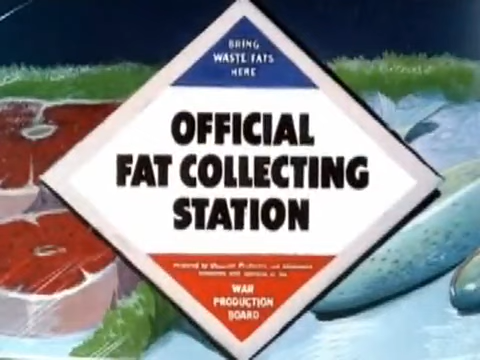 BRING
WASTE FATS
HERE
OFFICIAL
FAT COLLECTING
STATION
WAR
PRODUCTION
BOARD